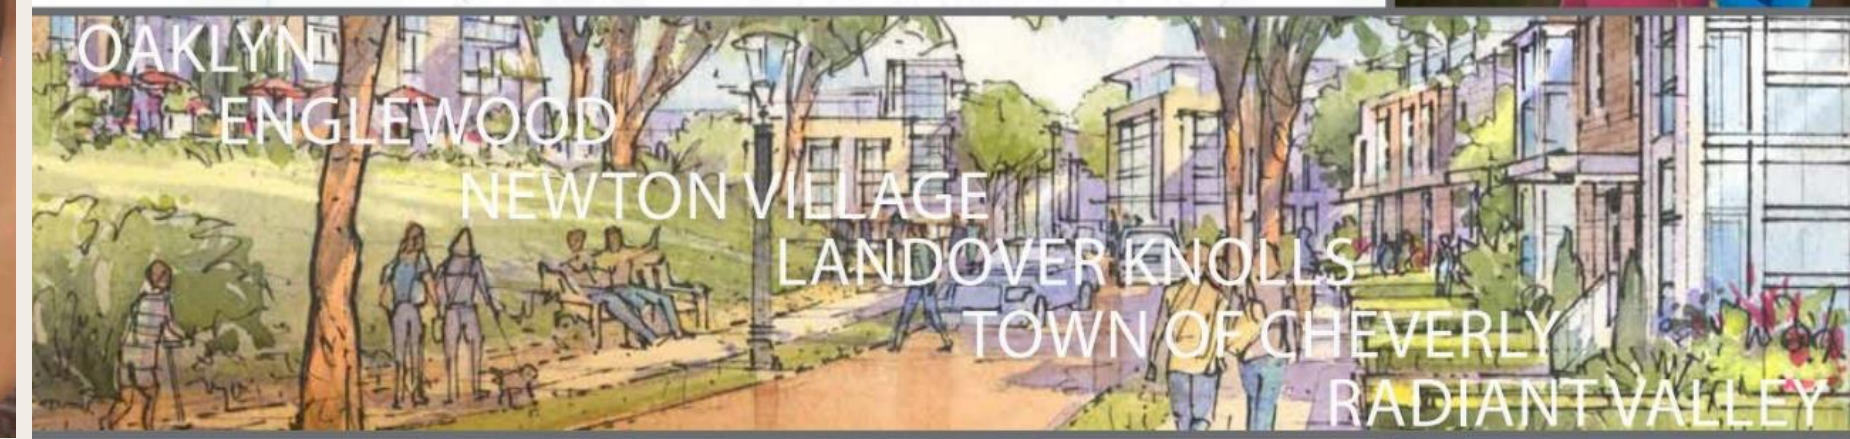 OAKLYN
ENGLEWOOD
NEWTON VILLAGE
LANDOVER KNOLLS
TOWN OF CHEVERLY
RADIANT VALLEY